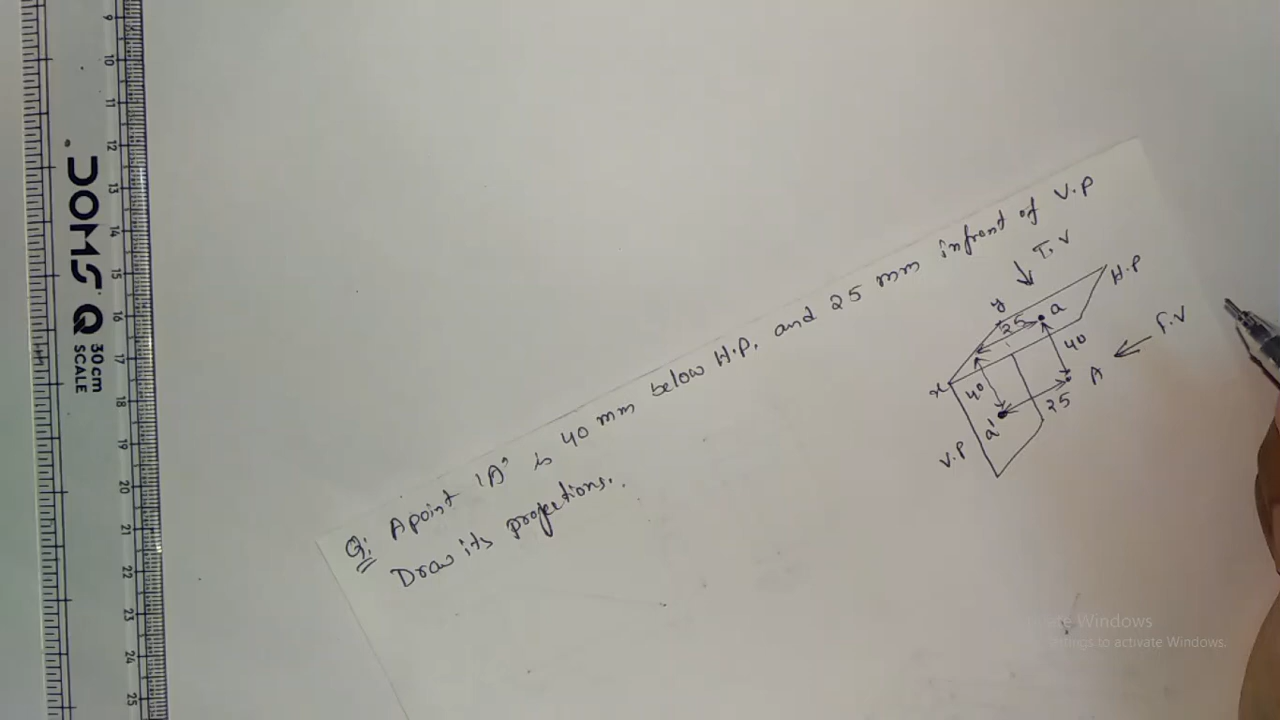 Q: A point 'A' is 40 mm below H.P. and 25 mm infront of V.P
Draw its projections.
T.V
H.P
y
a
25
40
F.V
x
40
A
25
a'
V.P
9
10
11
12
13
14
15
16
17
18
19
20
21
22
23
24
25
DOMS Q 30cm
SCALE